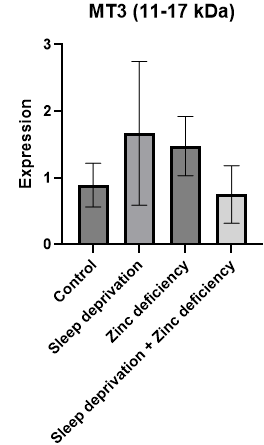 MT3 (11-17 kDa)
Expression
3
2
1
0
Control
Sleep deprivation
Zinc deficiency
Sleep deprivation + Zinc deficiency